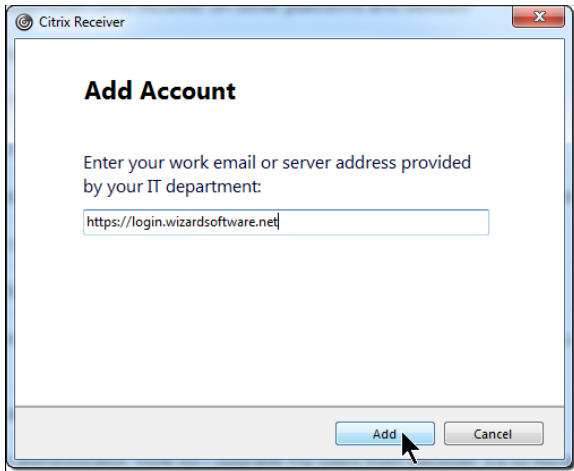 Citrix Receiver
Add Account
Enter your work email or server address provided
by your IT department:
https://login.wizardsoftware.net
Add
Cancel